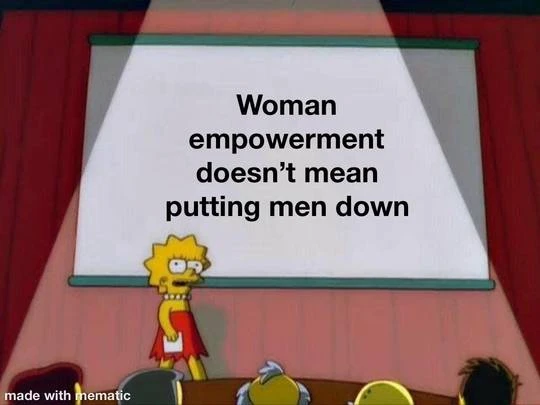 Woman
empowerment
doesn’t mean
putting men down
made with mematic